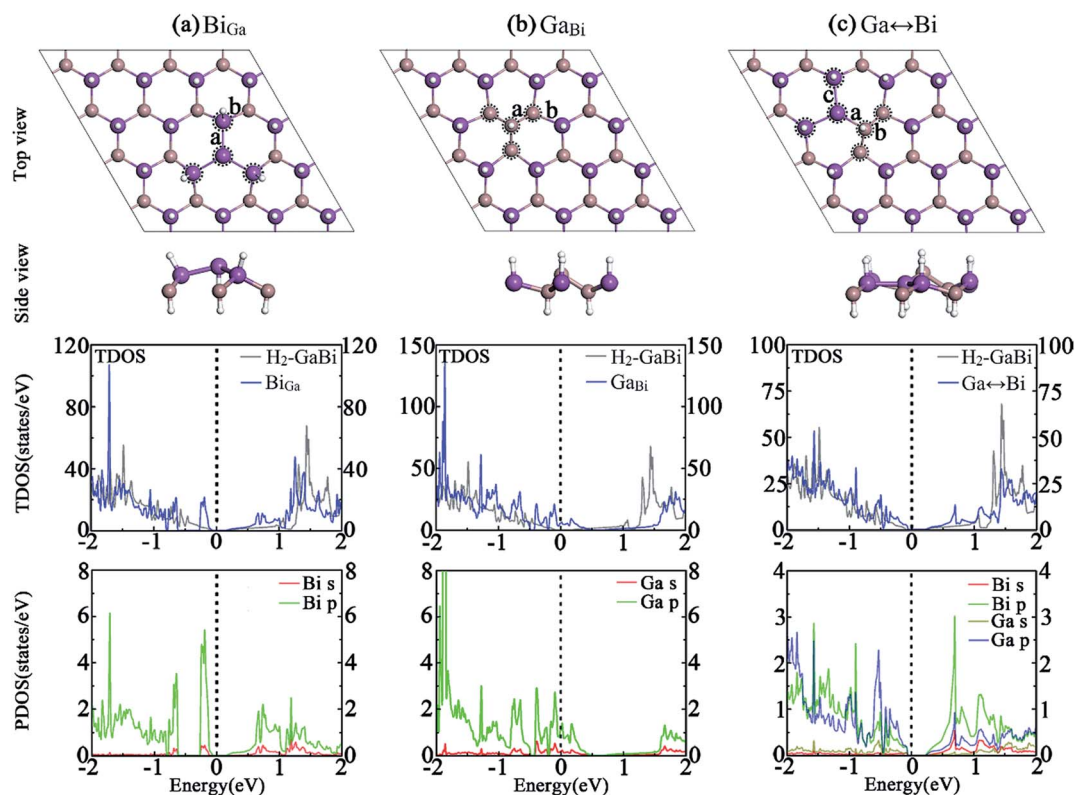 (a) BiGa (b) GaBi (c) Ga↔Bi
Top view
b
a
a b
c
a
b
Side view
TDOS(states/eV)
120 TDOS H2-GaBi 120
BiGa
80 80
40 40
0 0
-2 -1 0 1 2
150 TDOS H2-GaBi 150
GaBi
100 100
50 50
0 0
-2 -1 0 1 2
100 TDOS H2-GaBi 100
Ga↔Bi
75 75
50 50
25 25
0 0
-2 -1 0 1 2
PDOS(states/eV)
8 Bi s 8
Bi p
6 6
4 4
2 2
0 0
-2 -1 0 1 2
Energy(eV)
8 Ga s 8
Ga p
6 6
4 4
2 2
0 0
-2 -1 0 1 2
Energy(eV)
4 Bi s 4
Bi p
Ga s
3 3
Ga p
2 2
1 1
0 0
-2 -1 0 1 2
Energy(eV)